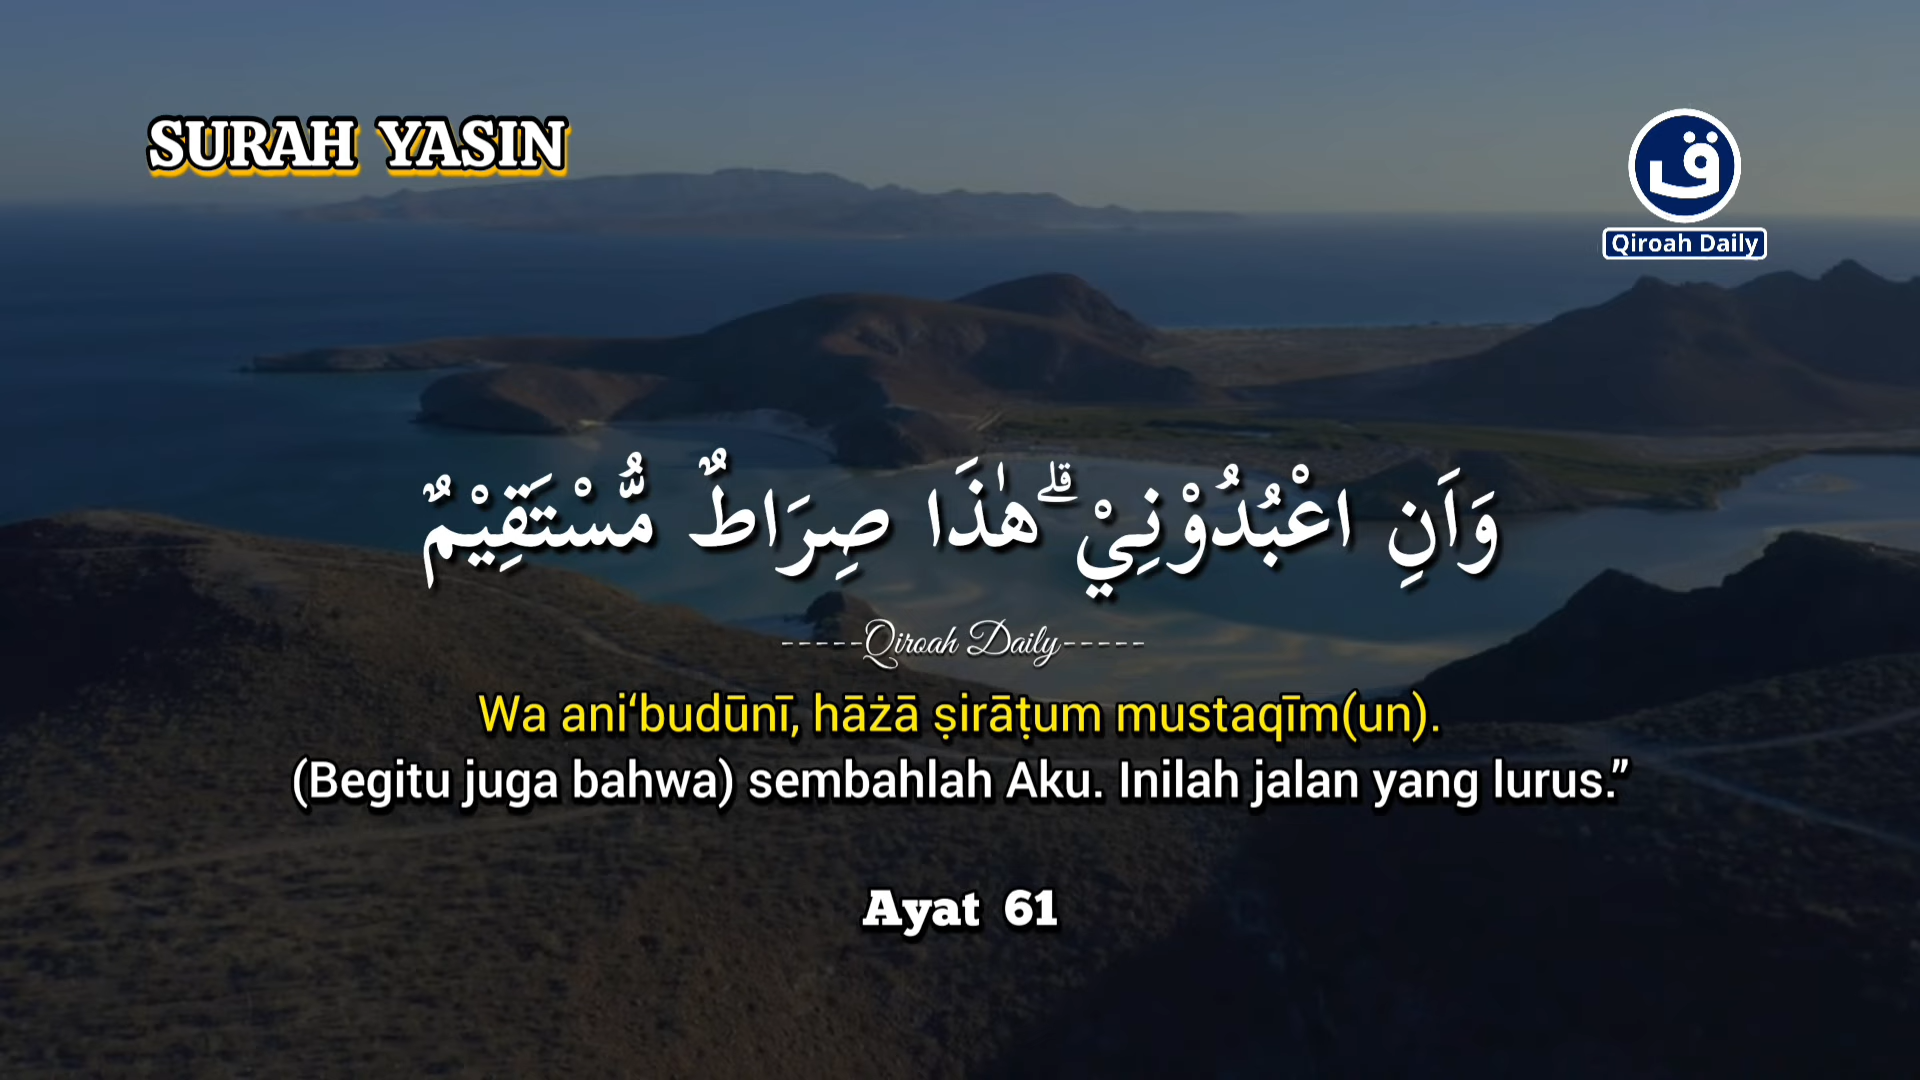 SURAH YASIN
ق
Qiroah Daily
وَاَنِ اعْبُدُوْنِيْ ۗهٰذَا صِرَاطٌ مُّسْتَقِيْمٌ
-----Qiroah Daily-----
Wa ani‘budūnī, hāżā ṣirāṭum mustaqīm(un).
(Begitu juga bahwa) sembahlah Aku. Inilah jalan yang lurus.”
Ayat 61